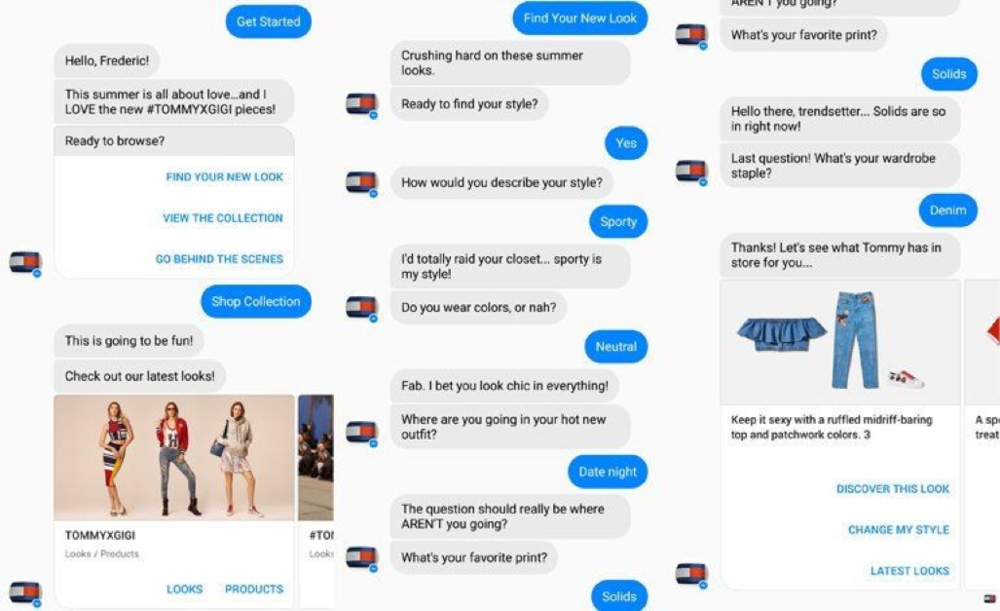 Get Started
Hello, Frederic!
This summer is all about love...and I
LOVE the new #TOMMYXGIGI pieces!
Ready to browse?
FIND YOUR NEW LOOK
VIEW THE COLLECTION
GO BEHIND THE SCENES
Shop Collection
This is going to be fun!
Check out our latest looks!
TOMMYXGIGI
Looks / Products
LOOKS PRODUCTS
#TOM
Looks
Find Your New Look
Crushing hard on these summer
looks.
Ready to find your style?
Yes
How would you describe your style?
Sporty
I'd totally raid your closet... sporty is
my style!
Do you wear colors, or nah?
Neutral
Fab. I bet you look chic in everything!
Where are you going in your hot new
outfit?
Date night
The question should really be where
AREN'T you going?
What's your favorite print?
Solids
AREN'T you going?
What's your favorite print?
Solids
Hello there, trendsetter... Solids are so
in right now!
Last question! What's your wardrobe
staple?
Denim
Thanks! Let's see what Tommy has in
store for you...
Keep it sexy with a ruffled midriff-baring
top and patchwork colors. 3
DISCOVER THIS LOOK
CHANGE MY STYLE
LATEST LOOKS
A sp
treat